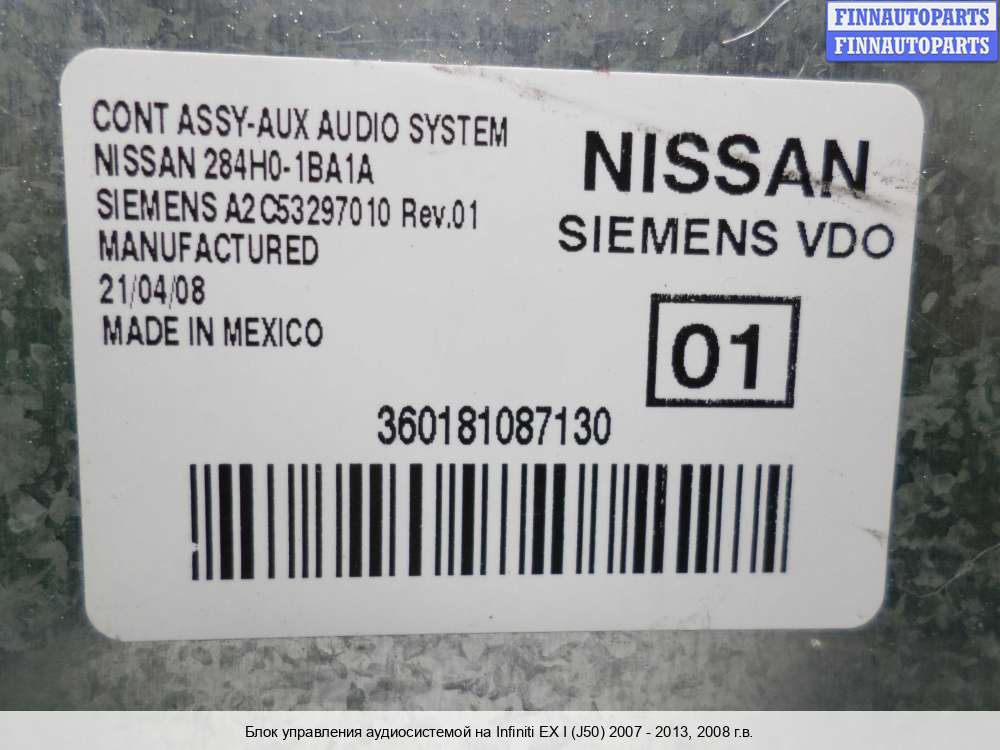 FINNAUTOPARTS
FINNAUTOPARTS
CONT ASSY-AUX AUDIO SYSTEM
NISSAN 284H0-1BA1A
SIEMENS A2C53297010 Rev.01
MANUFACTURED
21/04/08
MADE IN MEXICO
NISSAN
SIEMENS VDO
01
360181087130
Блок управления аудиосистемой на Infiniti EX I (J50) 2007 - 2013, 2008 г.в.